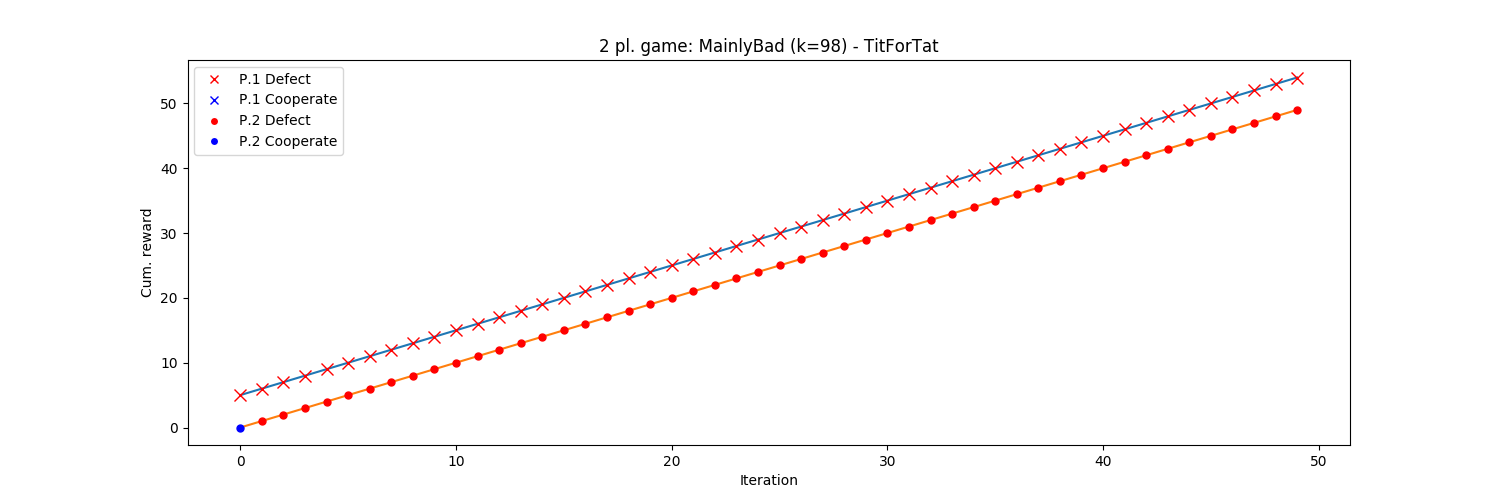 2 pl. game: MainlyBad (k=98) - TitForTat
P.1 Defect
P.1 Cooperate
P.2 Defect
P.2 Cooperate
Cum. reward
50
40
30
20
10
0
0 10 20 30 40 50
Iteration